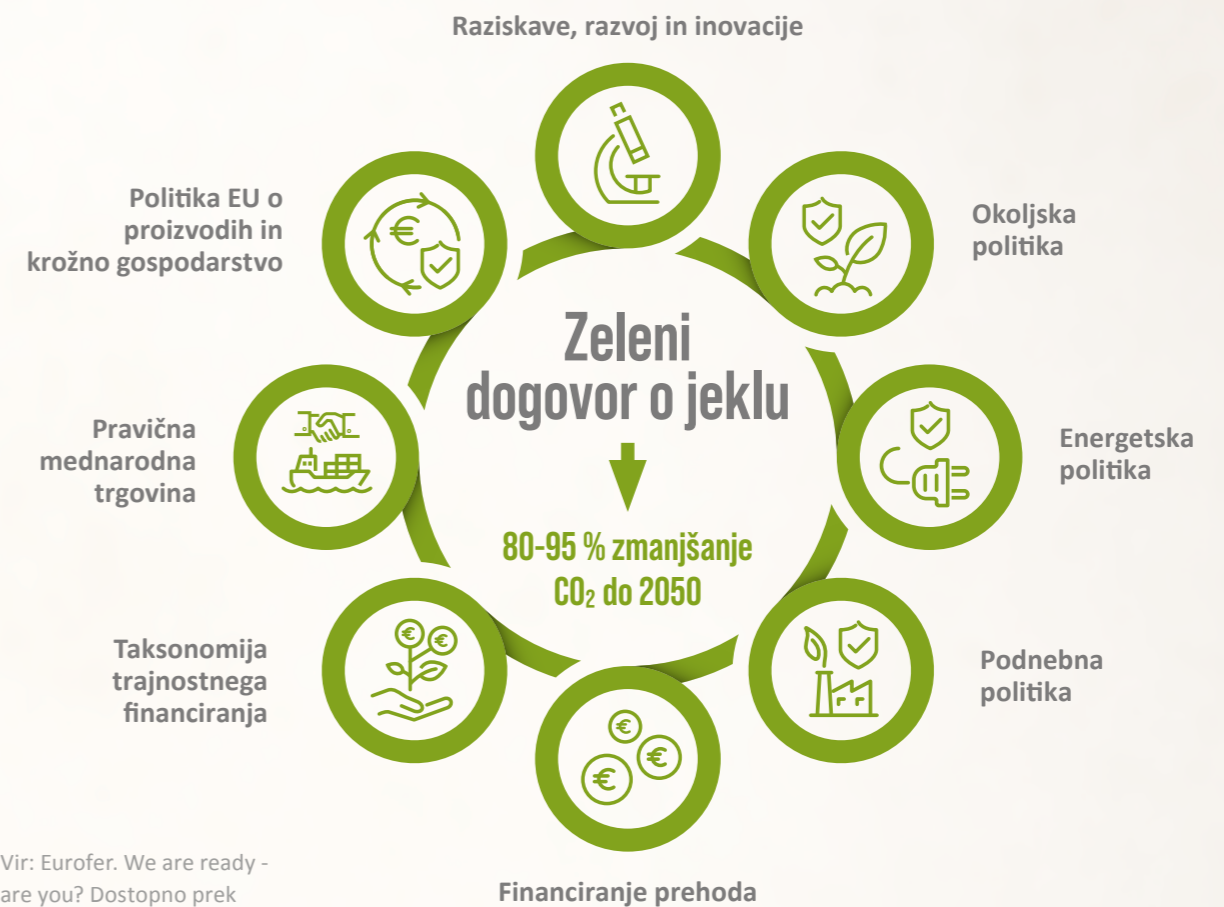 Raziskave, razvoj in inovacije
Politika EU o
proizvodih in
krožno gospodarstvo
Okoljska
politika
Zeleni
dogovor o jeklu
Pravična
mednarodna
trgovina
Energetska
politika
80-95 % zmanjšanje
CO₂ do 2050
Taksonomija
trajnostnega
financiranja
Podnebna
politika
Vir: Eurofer. We are ready -
are you? Dostopno prek
Financiranje prehoda